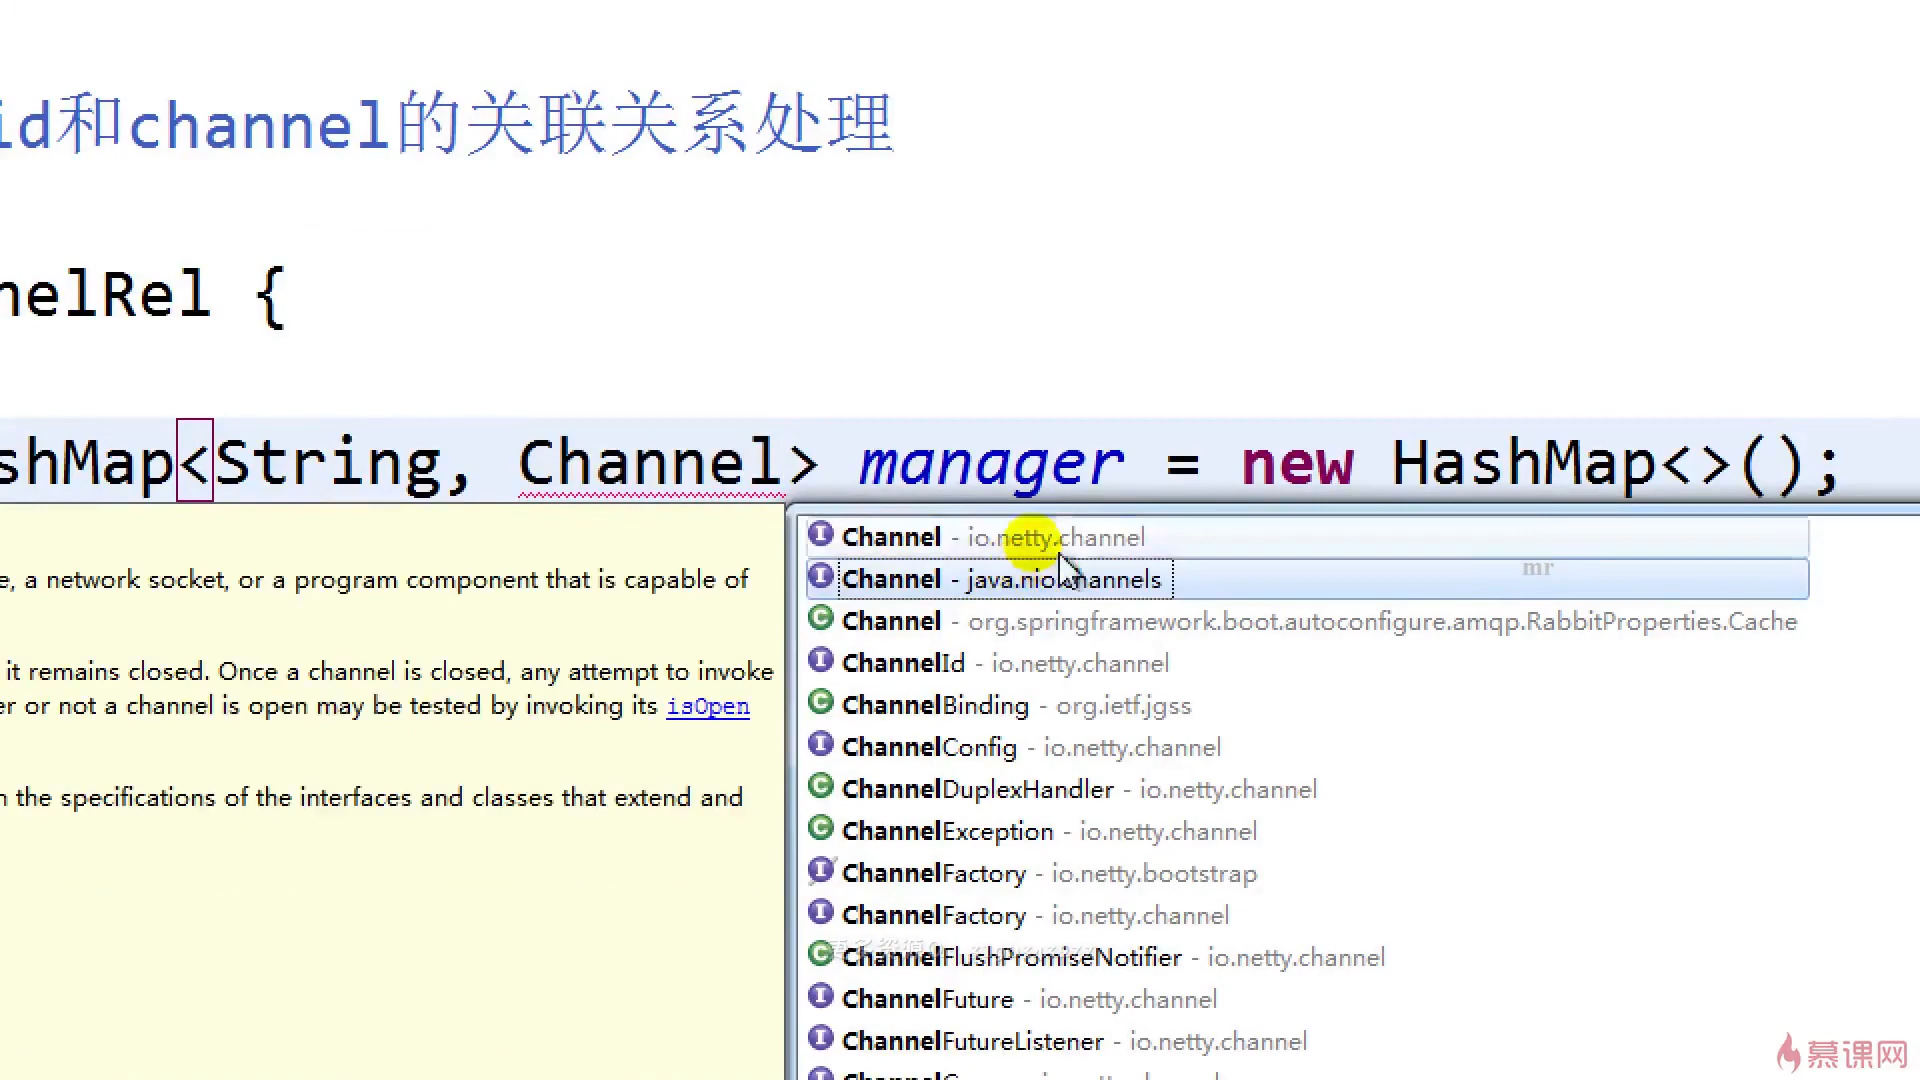 id和channel的关联关系处理
nelRel {
shMap<String, Channel> manager = new HashMap<>();
e, a network socket, or a program component that is capable of
it remains closed. Once a channel is closed, any attempt to invoke
er or not a channel is open may be tested by invoking its isOpen
n the specifications of the interfaces and classes that extend and
Channel - io.netty.channel
Channel - java.nio.channels
mr
Channel - org.springframework.boot.autoconfigure.amqp.RabbitProperties.Cache
ChannelId - io.netty.channel
ChannelBinding - org.ietf.jgss
ChannelConfig - io.netty.channel
ChannelDuplexHandler - io.netty.channel
ChannelException - io.netty.channel
ChannelFactory - io.netty.bootstrap
ChannelFactory - io.netty.channel
ChannelFlushPromiseNotifier - io.netty.channel
ChannelFuture - io.netty.channel
ChannelFutureListener - io.netty.channel
慕课网